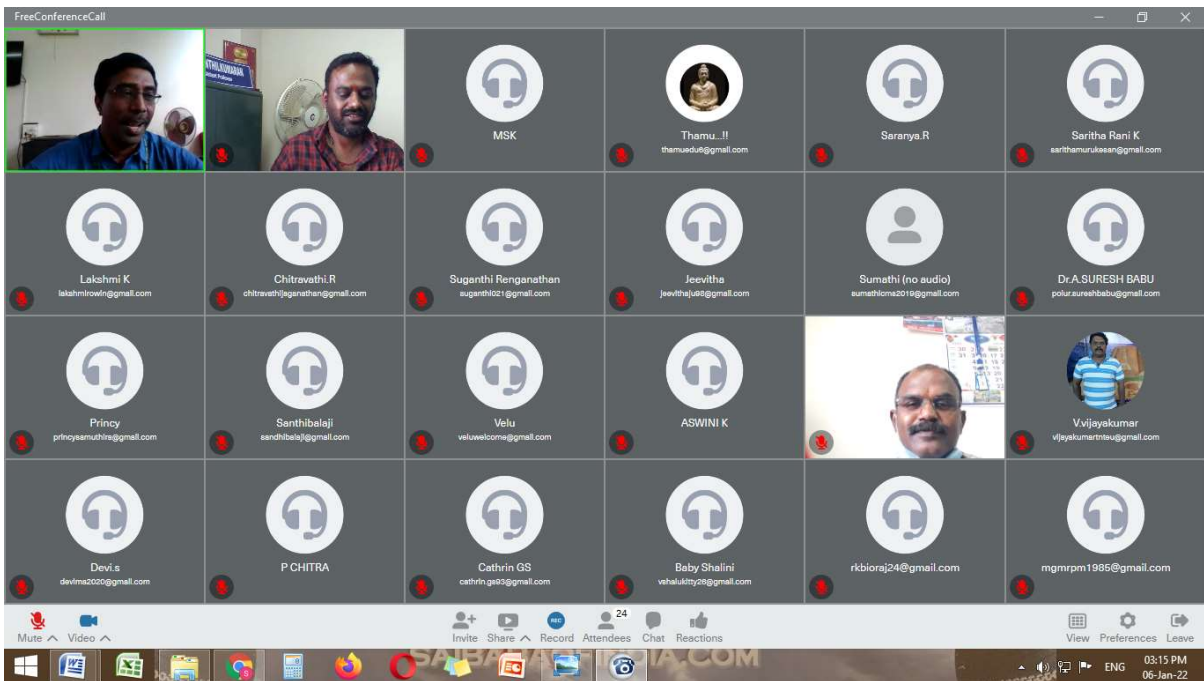 FreeConferenceCall
MSK
Thamu...!!
thamuedu6@gmail.com
Saranya.R
Saritha Rani K
sarithamurukesan@gmail.com
Lakshmi K
lakshmirowin@gmail.com
Chitravathi.R
chitravathijaganathan@gmail.com
Suganthi Renganathan
suganthi021@gmail.com
Jeevitha
jeevithaju98@gmail.com
Sumathi (no audio)
sumathicms2019@gmail.com
Dr.A.SURESH BABU
polur.sureshbabu@gmail.com
Princy
princysamuthira@gmail.com
Santhibalaji
sandhibalaji@gmail.com
Velu
veluwelcome@gmail.com
ASWINI K
V.vijayakumar
vijayakumartnteu@gmail.com
Devi.s
devima2020@gmail.com
P CHITRA
Cathrin GS
cathrin.gs93@gmail.com
Baby Shalini
vshalukitty28@gmail.com
rkbioraj24@gmail.com
mgmrpm1985@gmail.com
Mute
Video
Invite
Share
REC
Record
24
Attendees
Chat
Reactions
View
Preferences
Leave
ENG
03:15 PM
06-Jan-22